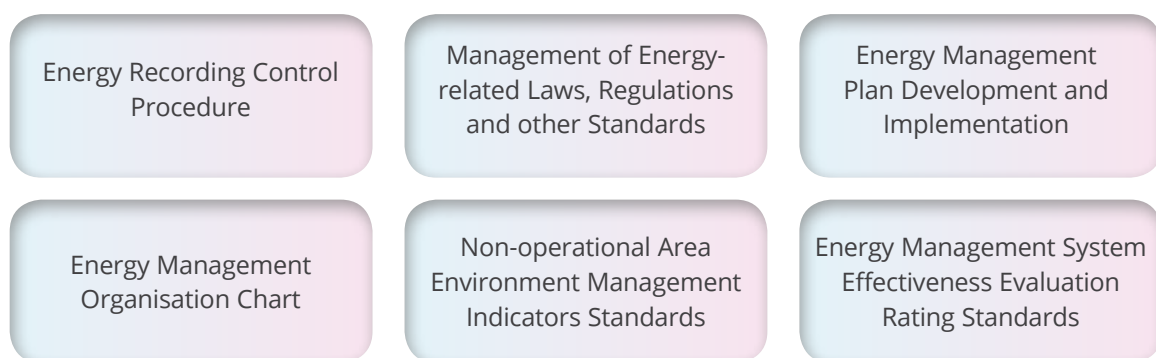 Energy Recording Control
Procedure
Management of Energy-
related Laws, Regulations
and other Standards
Energy Management
Plan Development and
Implementation
Energy Management
Organisation Chart
Non-operational Area
Environment Management
Indicators Standards
Energy Management System
Effectiveness Evaluation
Rating Standards